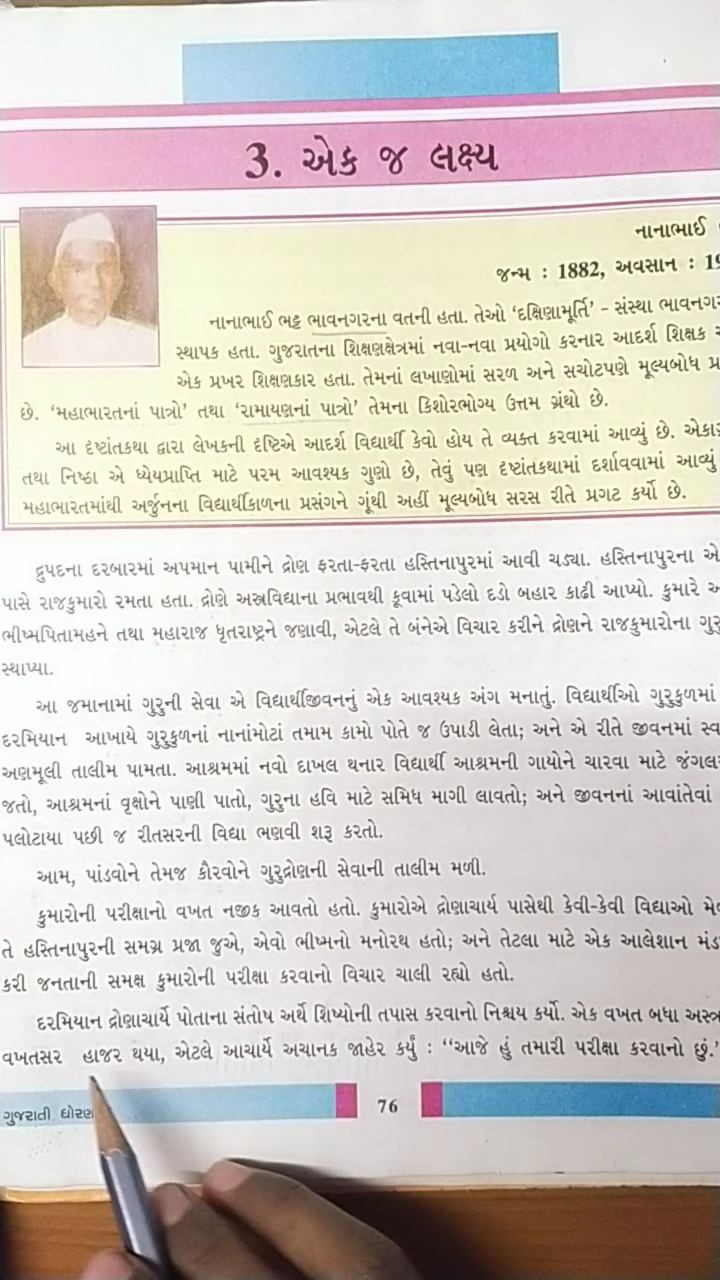 3. એક જ લક્ષ્ય
નાનાભાઈ
જન્મ : 1882, અવસાન : 19
નાનાભાઈ ભટ્ટ ભાવનગરના વતની હતા. તેઓ ‘દક્ષિણામૂર્તિ’ – સંસ્થા ભાવનગર
સ્થાપક હતા. ગુજરાતના શિક્ષણક્ષેત્રમાં નવા-નવા પ્રયોગો કરનાર આદર્શ શિક્ષક
એક પ્રખર શિક્ષણકાર હતા. તેમનાં લખાણોમાં સરળ અને સચોટપણે મૂલ્યબોધ પ્ર
છે. ‘મહાભારતનાં પાત્રો’ તથા ‘રામાયણનાં પાત્રો’ તેમના કિશોરભોગ્ય ઉત્તમ ગ્રંથો છે.
આ દૃષ્ટાંતકથા દ્વારા લેખકની દૃષ્ટિએ આદર્શ વિદ્યાર્થી કેવો હોય તે વ્યક્ત કરવામાં આવ્યું છે. એકા
તથા નિષ્ઠા એ ધ્યેયપ્રાપ્તિ માટે પરમ આવશ્યક ગુણો છે, તેવું પણ દૃષ્ટાંતકથામાં દર્શાવવામાં આવ્યું
મહાભારતમાંથી અર્જુનના વિદ્યાર્થીકાળના પ્રસંગને ગૂંથી અહીં મૂલ્યબોધ સરસ રીતે પ્રગટ કર્યો છે.
દ્રુપદના દરબારમાં અપમાન પામીને દ્રોણ ફરતા-ફરતા હસ્તિનાપુરમાં આવી ચડ્યા. હસ્તિનાપુરના એ
પાસે રાજકુમારો રમતા હતા. દ્રોણે અસ્ત્રવિદ્યાના પ્રભાવથી કૂવામાં પડેલો દડો બહાર કાઢી આપ્યો. કુમારે આ
ભીષ્મપિતામહને તથા મહારાજ ધૃતરાષ્ટ્રને જણાવી, એટલે તે બંનેએ વિચાર કરીને દ્રોણને રાજકુમારોના ગુરુ
સ્થાપ્યા.
આ જમાનામાં ગુરુની સેવા એ વિદ્યાર્થીજીવનનું એક આવશ્યક અંગ મનાતું. વિદ્યાર્થીઓ ગુરુકુળમાં
દરમિયાન આખાયે ગુરુકુળનાં નાનાંમોટાં તમામ કામો પોતે જ ઉપાડી લેતા; અને એ રીતે જીવનમાં સ્વ
અણમૂલી તાલીમ પામતા. આશ્રમમાં નવો દાખલ થનાર વિદ્યાર્થી આશ્રમની ગાયોને ચારવા માટે જંગલ
જતો, આશ્રમનાં વૃક્ષોને પાણી પાતો, ગુરુના હવિ માટે સમિધ માગી લાવતો; અને જીવનનાં આવાંતેવાં
પલોટાયા પછી જ રીતસરની વિદ્યા ભણવી શરૂ કરતો.
આમ, પાંડવોને તેમજ કૌરવોને ગુરુદ્રોણની સેવાની તાલીમ મળી.
કુમારોની પરીક્ષાનો વખત નજીક આવતો હતો. કુમારોએ દ્રોણાચાર્ય પાસેથી કેવી-કેવી વિદ્યાઓ મે
તે હસ્તિનાપુરની સમગ્ર પ્રજા જુએ, એવો ભીષ્મનો મનોરથ હતો; અને તેટલા માટે એક આલેશાન મંડ
કરી જનતાની સમક્ષ કુમારોની પરીક્ષા કરવાનો વિચાર ચાલી રહ્યો હતો.
દરમિયાન દ્રોણાચાર્યે પોતાના સંતોષ અર્થે શિષ્યોની તપાસ કરવાનો નિશ્ચય કર્યો. એક વખત બધા અસ્ત્ર
વખતસર હાજર થયા, એટલે આચાર્યે અચાનક જાહેર કર્યું : “આજે હું તમારી પરીક્ષા કરવાનો છું.”
ગુજરાતી ધોરણ
76